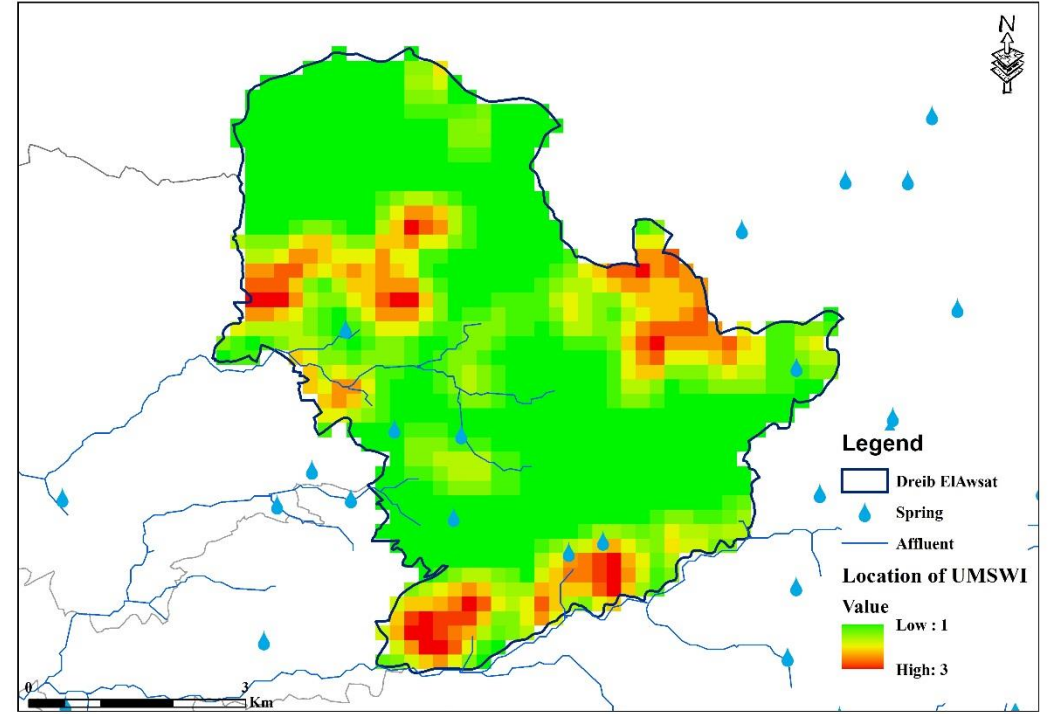 N
Legend
Dreib ElAwsat
Spring
Affluent
Location of UMSWI
Value
Low : 1
High: 3
0 3
Km